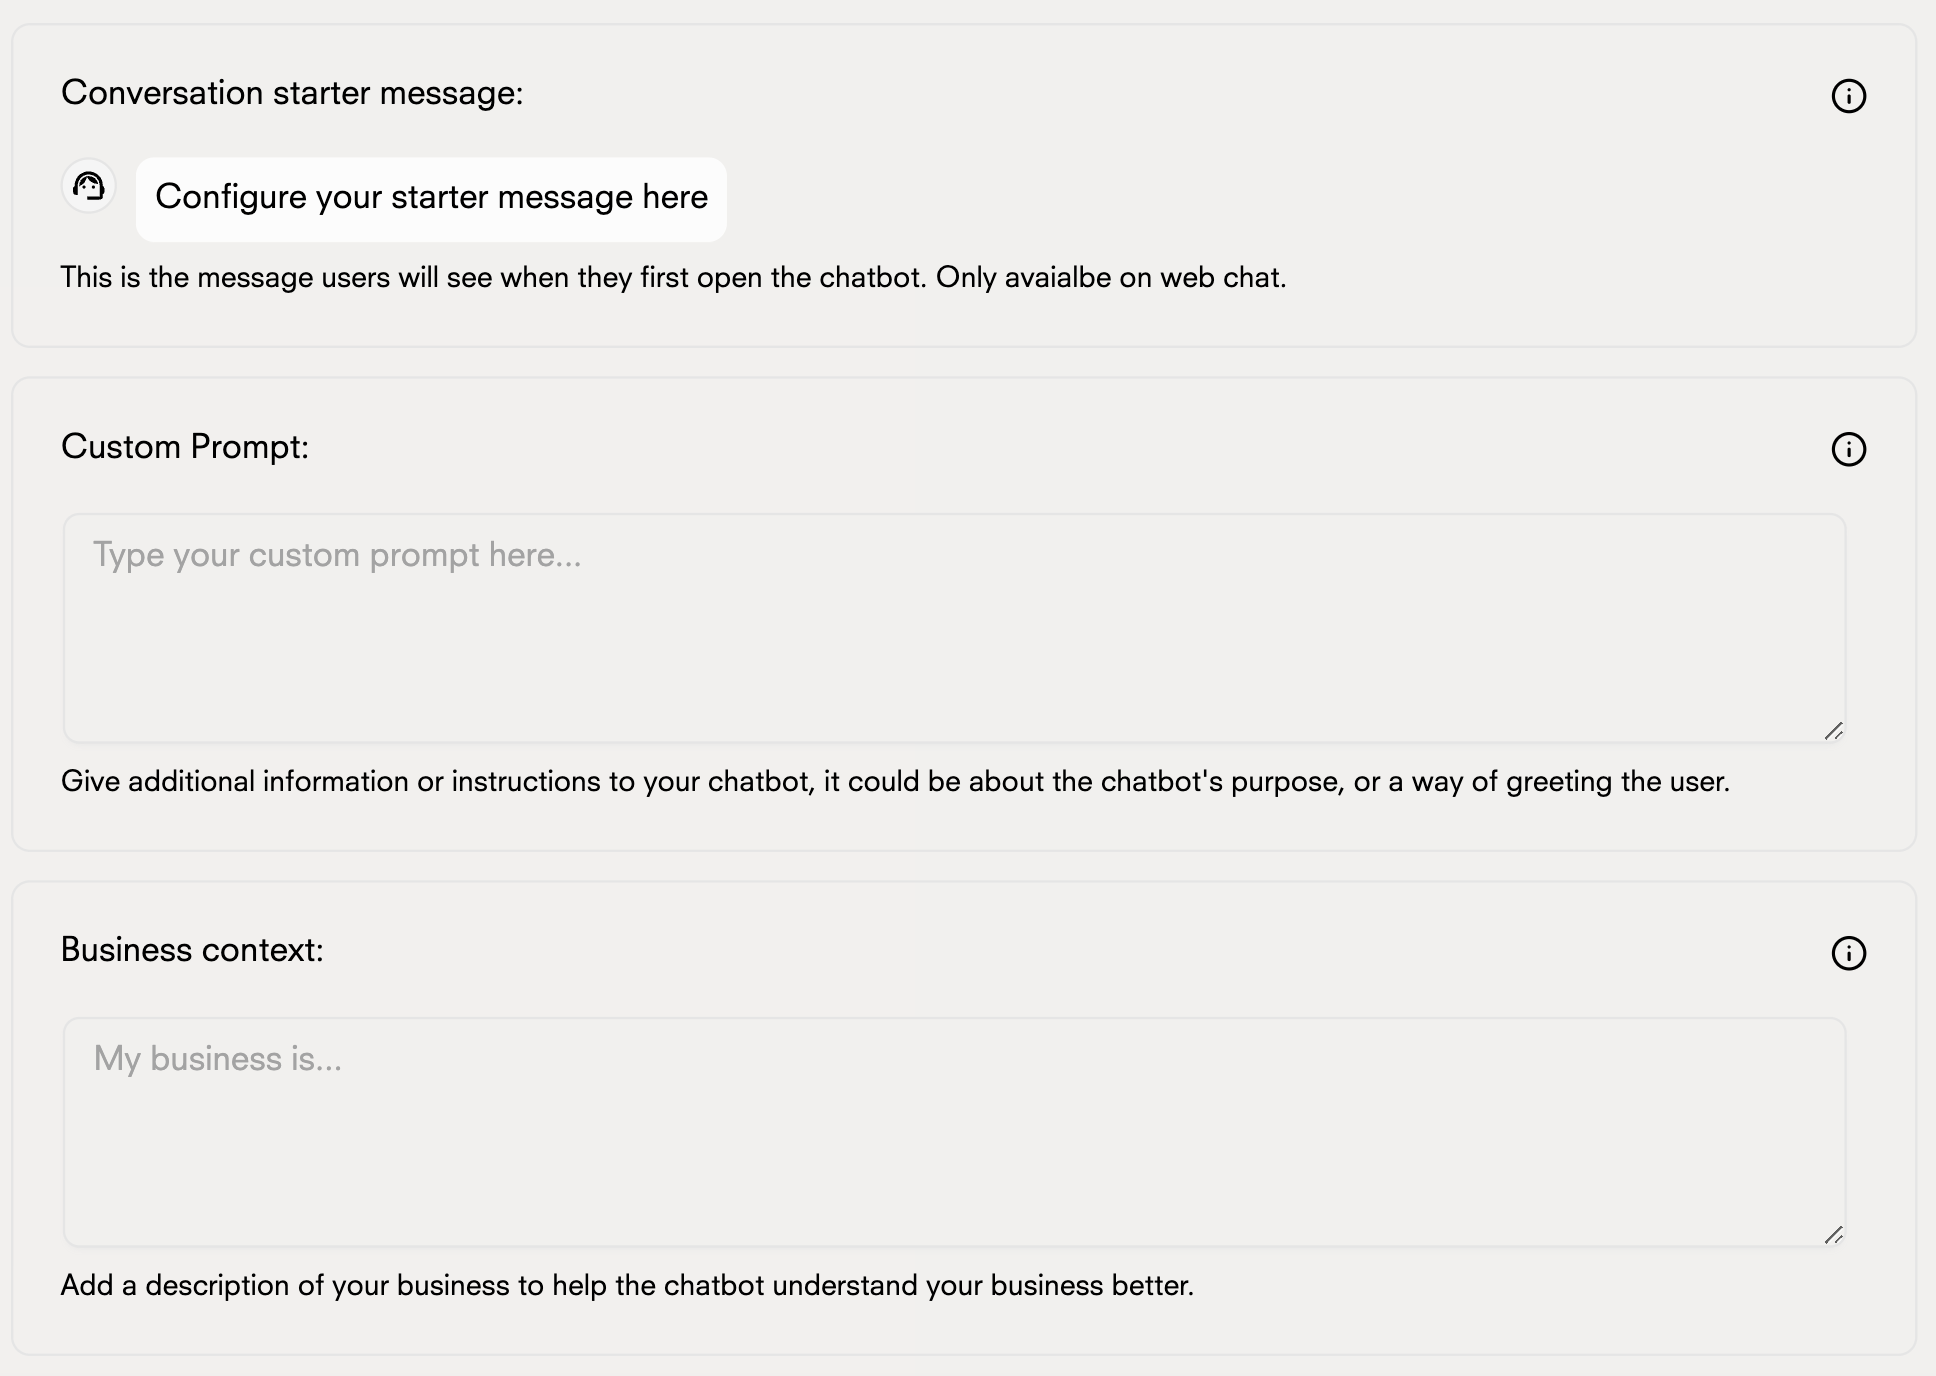 Conversation starter message:
Configure your starter message here
This is the message users will see when they first open the chatbot. Only avaialbe on web chat.
Custom Prompt:
Type your custom prompt here...
Give additional information or instructions to your chatbot, it could be about the chatbot's purpose, or a way of greeting the user.
Business context:
My business is...
Add a description of your business to help the chatbot understand your business better.